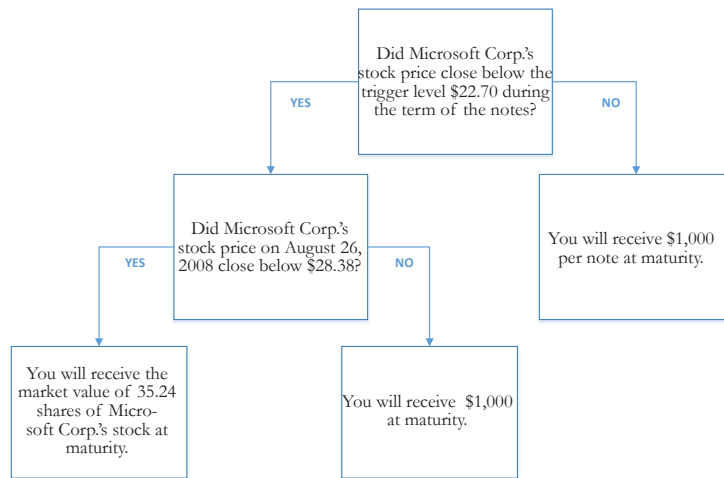 Did Microsoft Corp.'s
stock price close below the
trigger level $22.70 during
the term of the notes?
YES
NO
Did Microsoft Corp.'s
stock price on August 26,
2008 close below $28.38?
You will receive $1,000
per note at maturity.
YES
NO
You will receive the
market value of 35.24
shares of Micro-
soft Corp.'s stock at
maturity.
You will receive $1,000
at maturity.